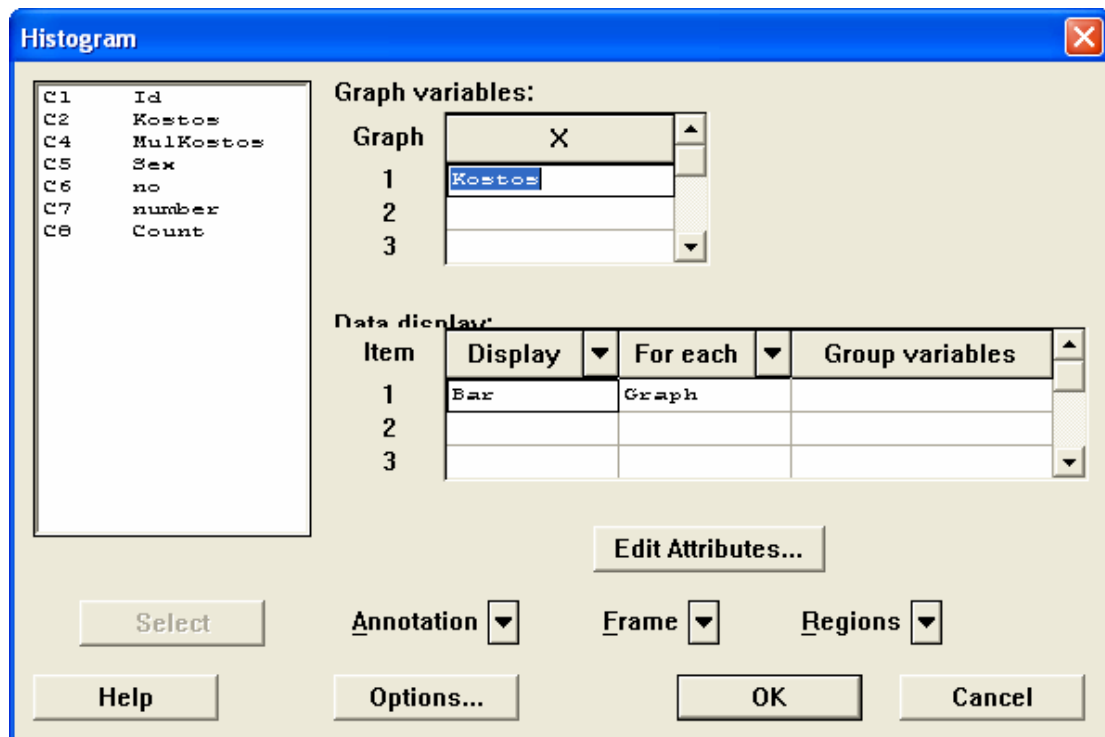 Histogram
C1 Id
C2 Kostos
C4 MulKostos
C5 Sex
C6 no
C7 number
C8 Count
Graph variables:
Graph X
1 Kostos
2
3
Data display:
Item Display For each Group variables
1 Bar Graph
2
3
Edit Attributes...
Select
Annotation Frame Regions
Help Options... OK Cancel